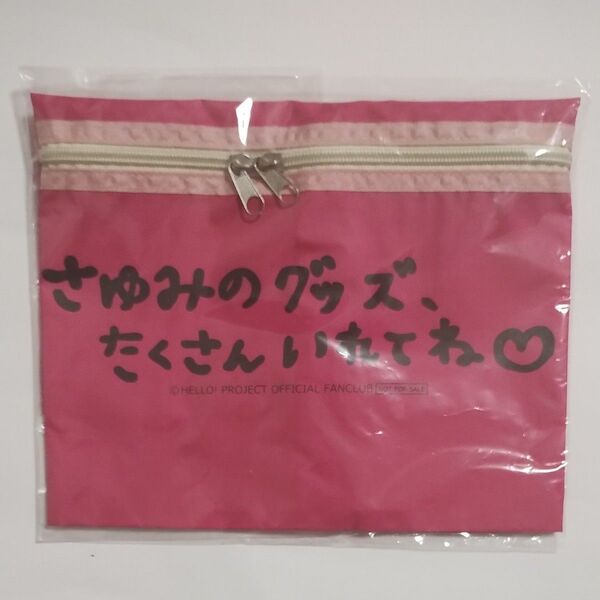 さゆみのグッズ、
たくさんいれてね♡
©HELLO! PROJECT OFFICIAL FANCLUB NOT FOR SALE